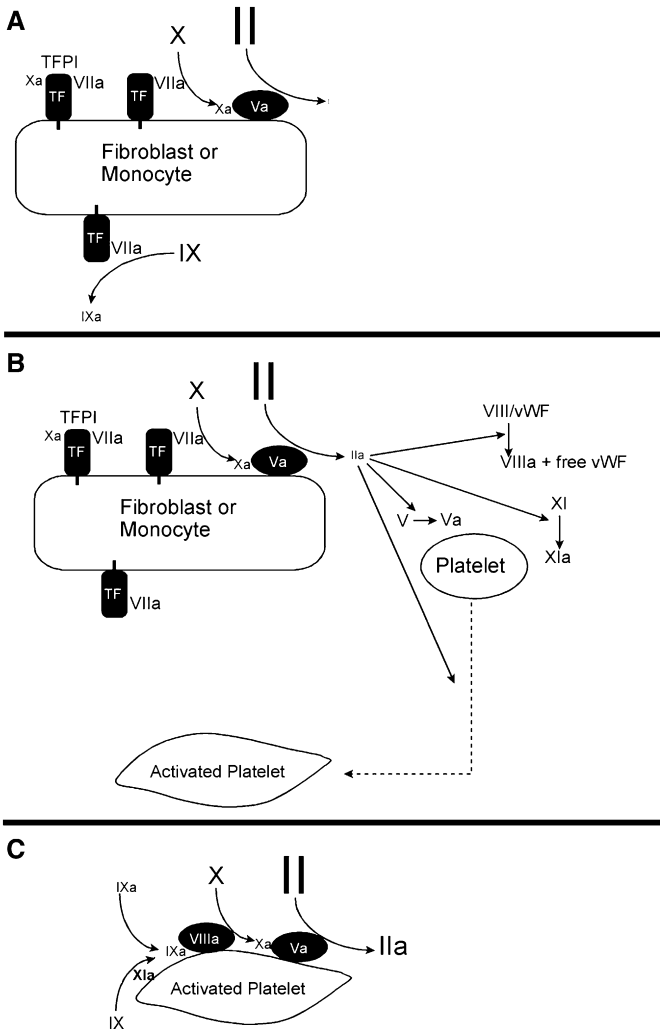 A
X
II
TFPI
Xa
VIIa
VIIa
TF
TF
Xa
Va
Fibroblast or
Monocyte
TF
VIIa
IX
IXa
B
X
II
TFPI
Xa
VIIa
VIIa
TF
TF
Xa
Va
IIa
VIII/vWF
VIIIa + free vWF
XI
V
Va
XIa
Fibroblast or
Monocyte
Platelet
TF
VIIa
Activated Platelet
C
IXa
X
II
VIIIa
IXa
Xa
Va
IIa
XIa
Activated Platelet
IX